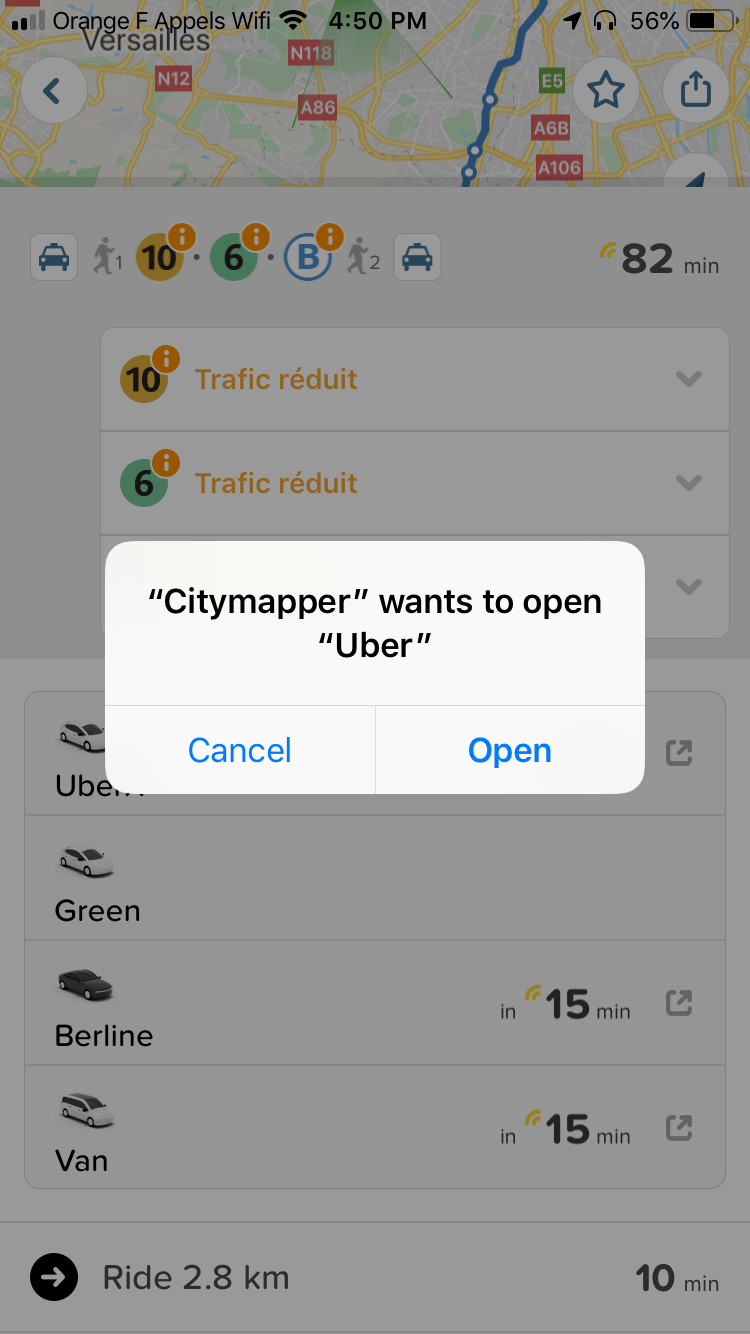 Orange F Appels Wifi 4:50 PM 56%
Versailles
N118
N12
E5
A86
A6B
A106
1 10 · 6 · B 2 82 min
10 Trafic réduit
6 Trafic réduit
“Citymapper” wants to open
“Uber”
Cancel Open
Green
in 15 min
Berline
in 15 min
Van
Ride 2.8 km 10 min